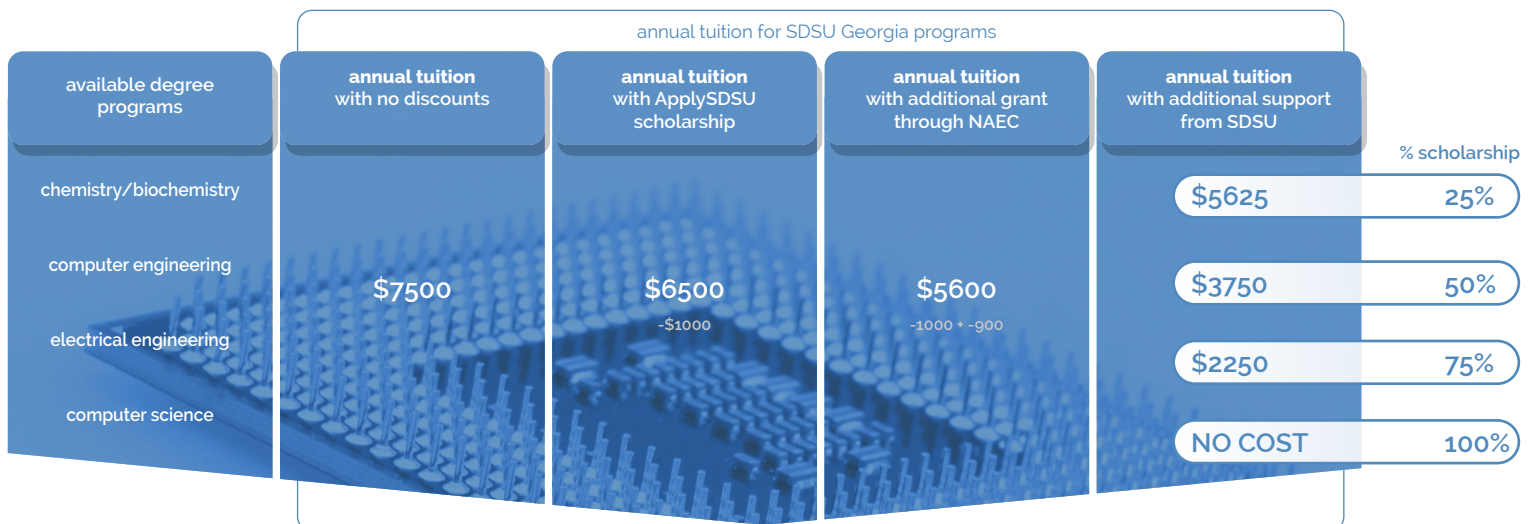 annual tuition for SDSU Georgia programs
available degree
programs
annual tuition
with no discounts
annual tuition
with ApplySDSU
scholarship
annual tuition
with additional grant
through NAEC
annual tuition
with additional support
from SDSU
% scholarship
chemistry/biochemistry
computer engineering
electrical engineering
computer science
$7500
$6500
-$1000
$5600
-1000 + -900
$5625 25%
$3750 50%
$2250 75%
NO COST 100%